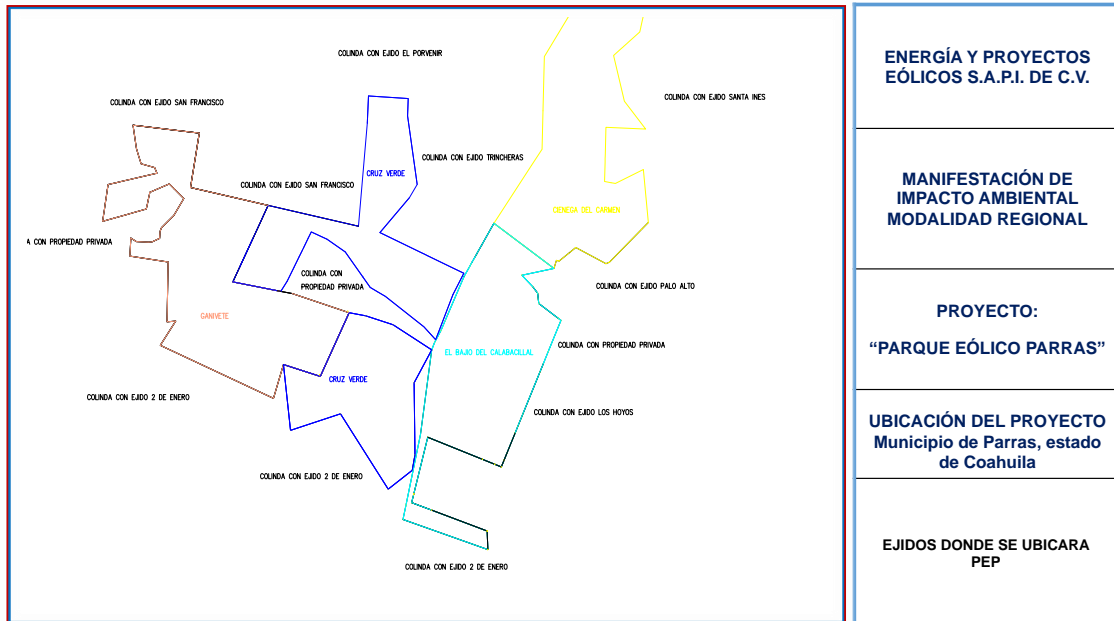 COLINDA CON EJIDO EL PORVENIR
COLINDA CON EJIDO SAN FRANCISCO
COLINDA CON EJIDO SANTA INES
COLINDA CON EJIDO TRINCHERAS
CRUZ VERDE
COLINDA CON EJIDO SAN FRANCISCO
CIENEGA DEL CARMEN
A CON PROPIEDAD PRIVADA
COLINDA CON
PROPIEDAD PRIVADA
COLINDA CON EJIDO PALO ALTO
GANIVETE
COLINDA CON PROPIEDAD PRIVADA
EL BAJIO DEL CALABACILLAL
CRUZ VERDE
COLINDA CON EJIDO 2 DE ENERO
COLINDA CON EJIDO LOS HOYOS
COLINDA CON EJIDO 2 DE ENERO
COLINDA CON EJIDO 2 DE ENERO
ENERGÍA Y PROYECTOS
EÓLICOS S.A.P.I. DE C.V.
MANIFESTACIÓN DE
IMPACTO AMBIENTAL
MODALIDAD REGIONAL
PROYECTO:
“PARQUE EÓLICO PARRAS”
UBICACIÓN DEL PROYECTO
Municipio de Parras, estado
de Coahuila
EJIDOS DONDE SE UBICARA
PEP